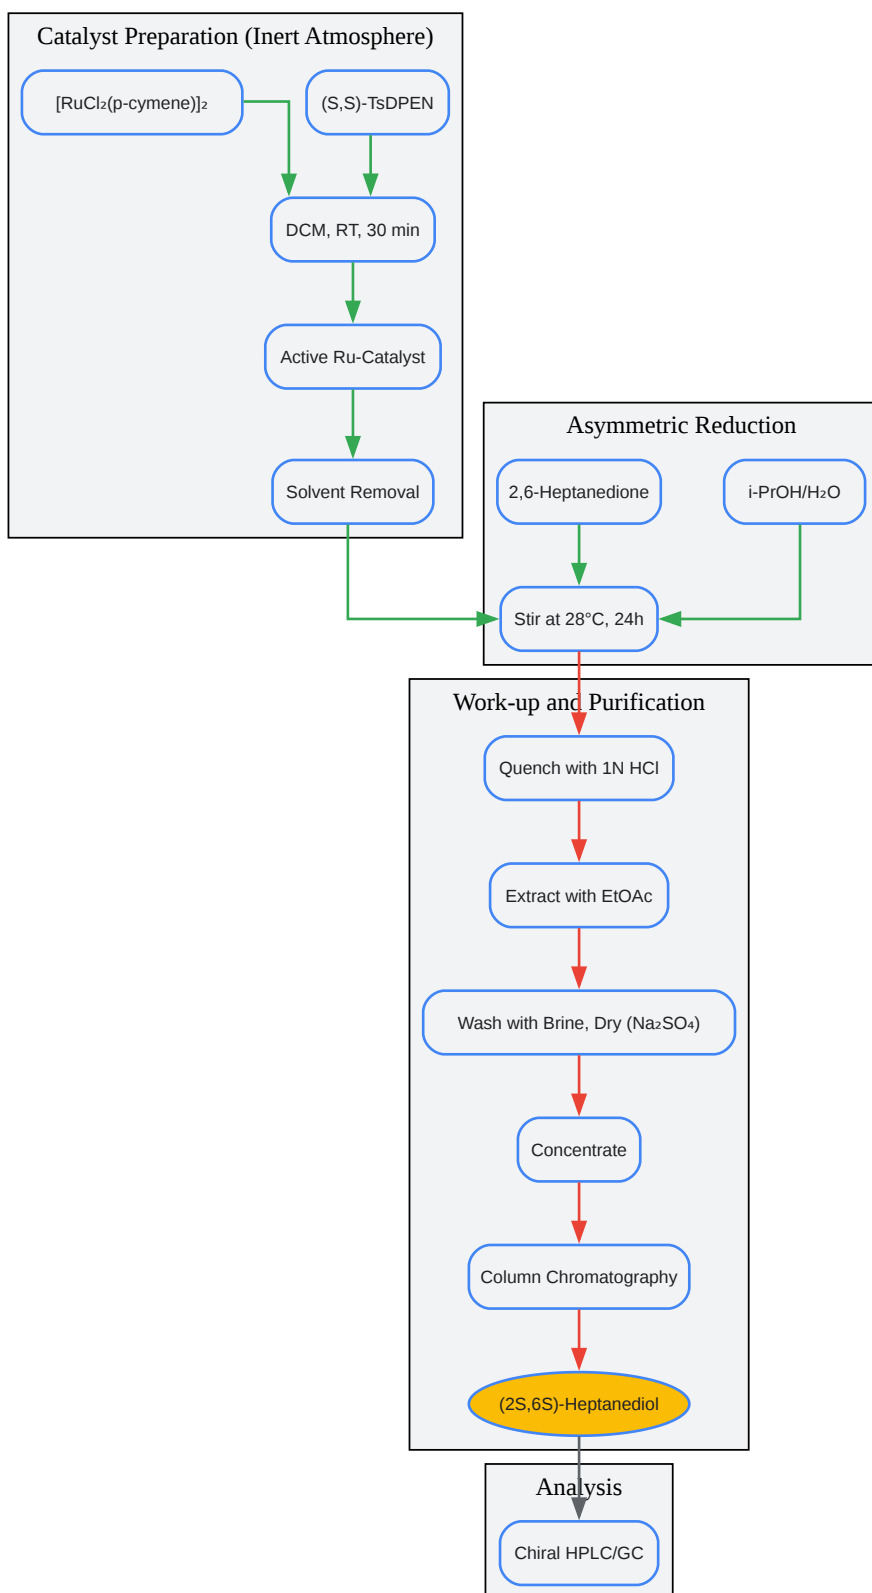 Catalyst Preparation (Inert Atmosphere)
[RuCl₂(p-cymene)]₂
(S,S)-TsDPEN
DCM, RT, 30 min
Active Ru-Catalyst
Solvent Removal
Asymmetric Reduction
2,6-Heptanedione
i-PrOH/H₂O
Stir at 28°C, 24h
Work-up and Purification
Quench with 1N HCl
Extract with EtOAc
Wash with Brine, Dry (Na₂SO₄)
Concentrate
Column Chromatography
(2S,6S)-Heptanediol
Analysis
Chiral HPLC/GC